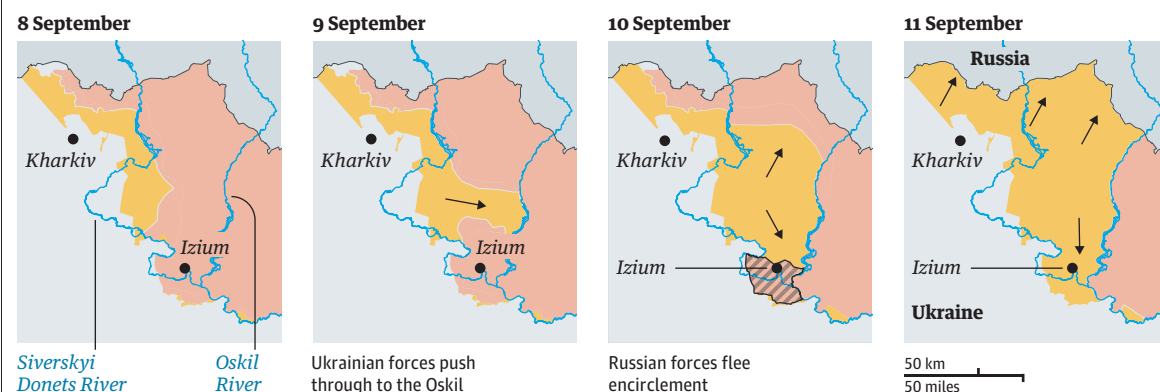 8 September
Kharkiv
Izium
Siverskyi
Donets River
Oskil
River
9 September
Kharkiv
Izium
Ukrainian forces push
through to the Oskil
10 September
Kharkiv
Izium
Russian forces flee
encirclement
11 September
Russia
Kharkiv
Izium
Ukraine
50 km
50 miles